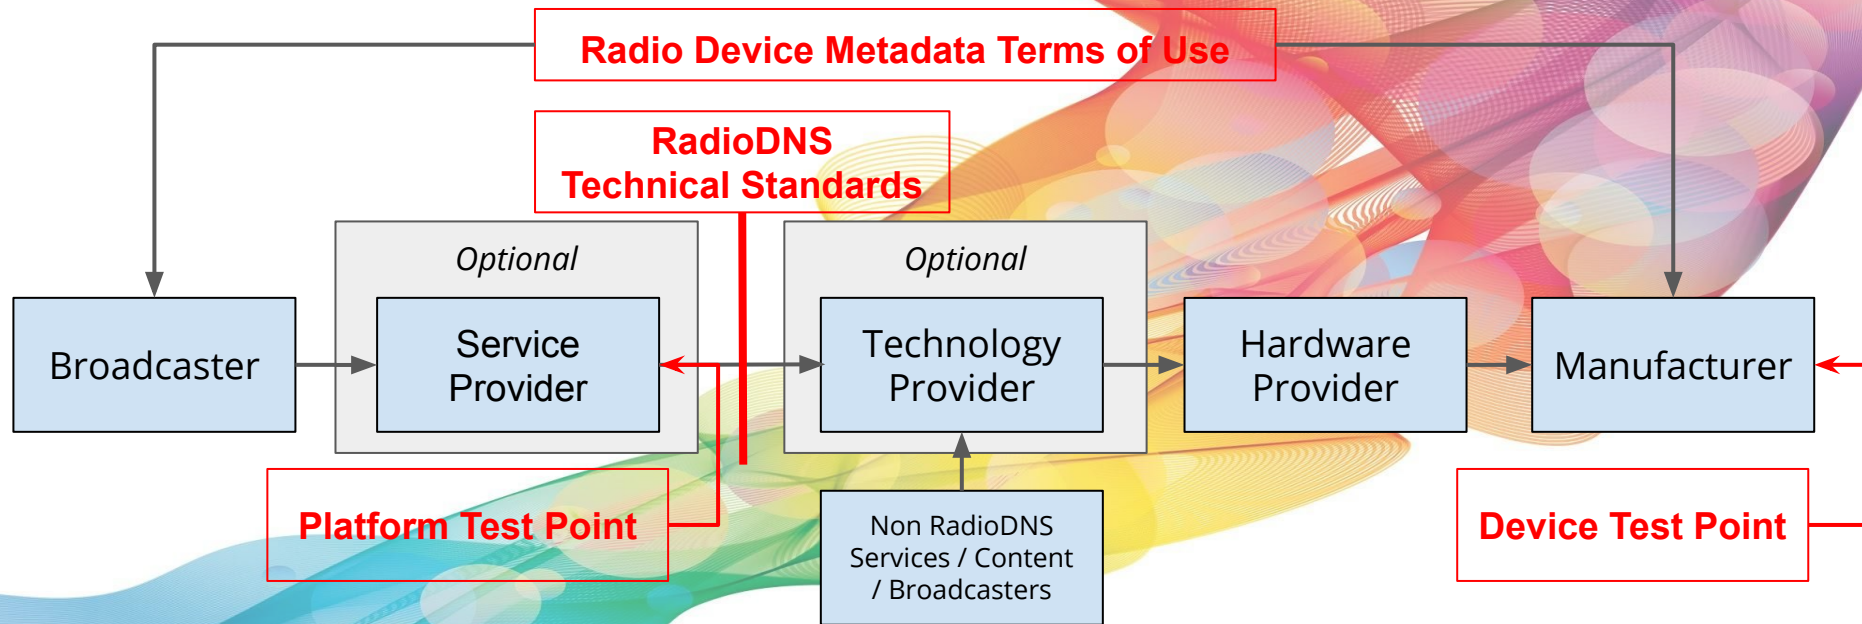 Radio Device Metadata Terms of Use
RadioDNS
Technical Standards
Optional
Optional
Broadcaster
Service
Provider
Technology
Provider
Hardware
Provider
Manufacturer
Platform Test Point
Non RadioDNS
Services / Content
/ Broadcasters
Device Test Point